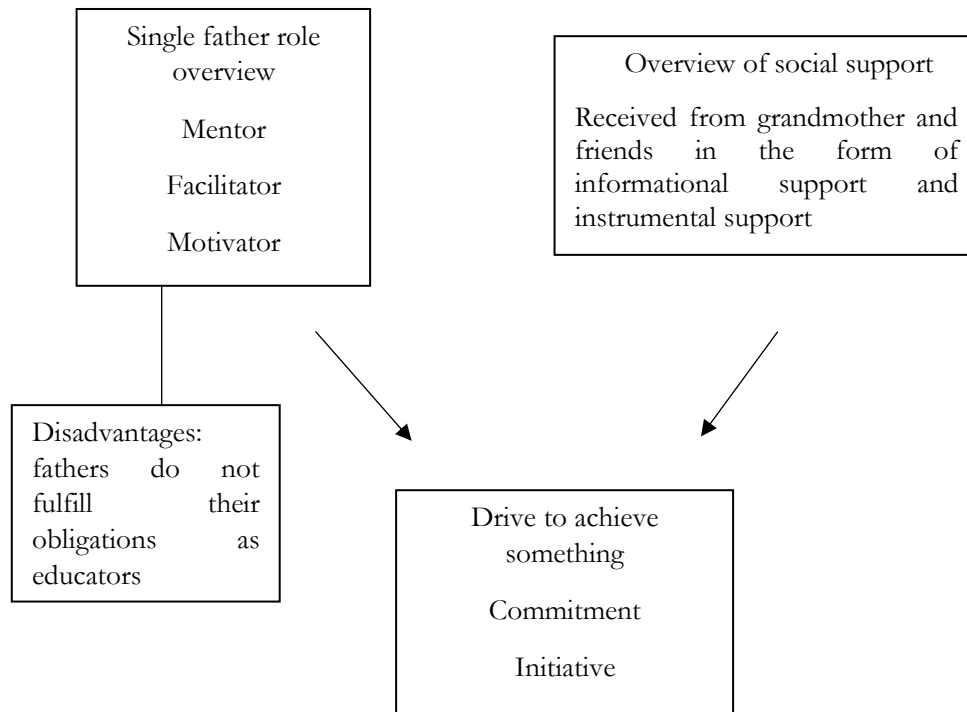 Single father role
overview
Mentor
Facilitator
Motivator
Overview of social support
Received from grandmother and
friends in the form of
informational support and
instrumental support
Disadvantages:
fathers do not
fulfill their
obligations as
educators
Drive to achieve
something
Commitment
Initiative